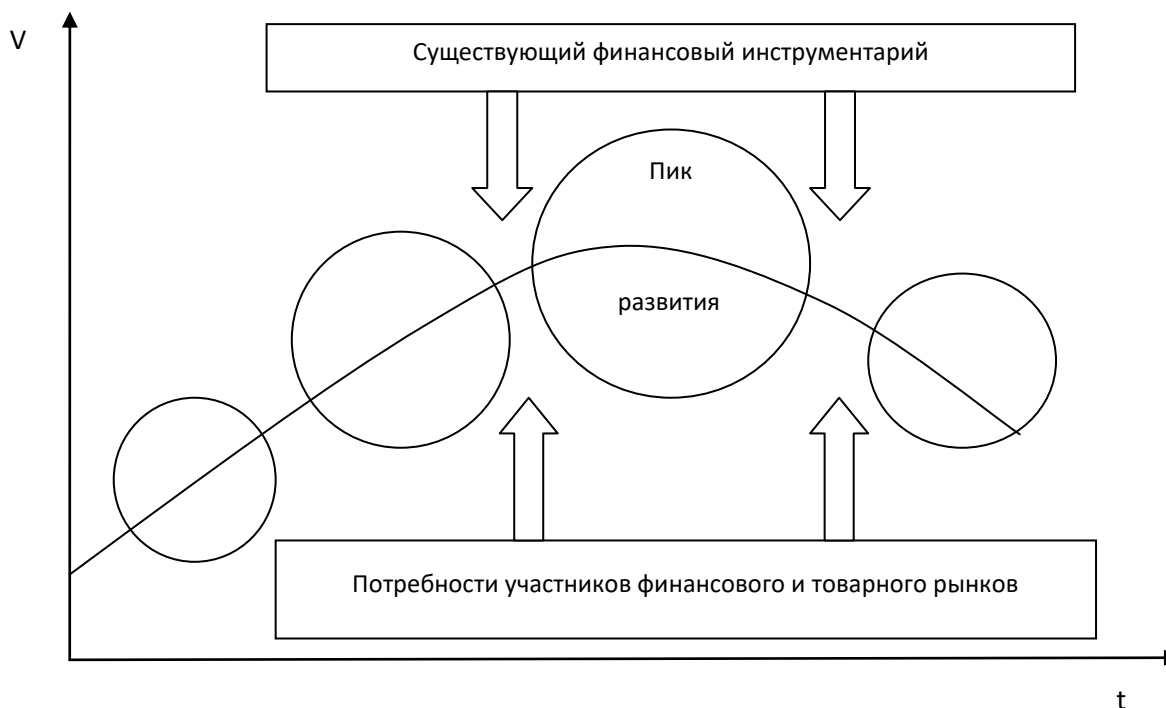 V
Существующий финансовый инструментарий
Пик
развития
Потребности участников финансового и товарного рынков
t